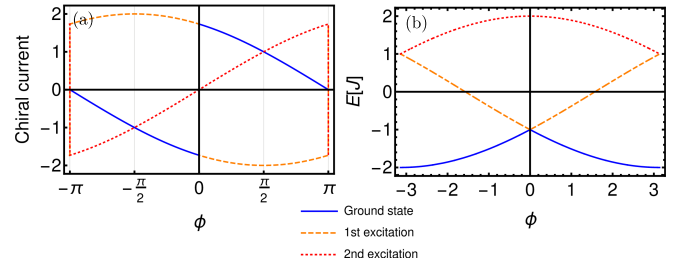 (a)
Chiral current
2
1
0
−1
−2
−π
−π/2
0
π/2
π
ϕ
(b)
E[J]
2
1
0
−1
−2
−3
−2
−1
0
1
2
3
ϕ
Ground state
1st excitation
2nd excitation